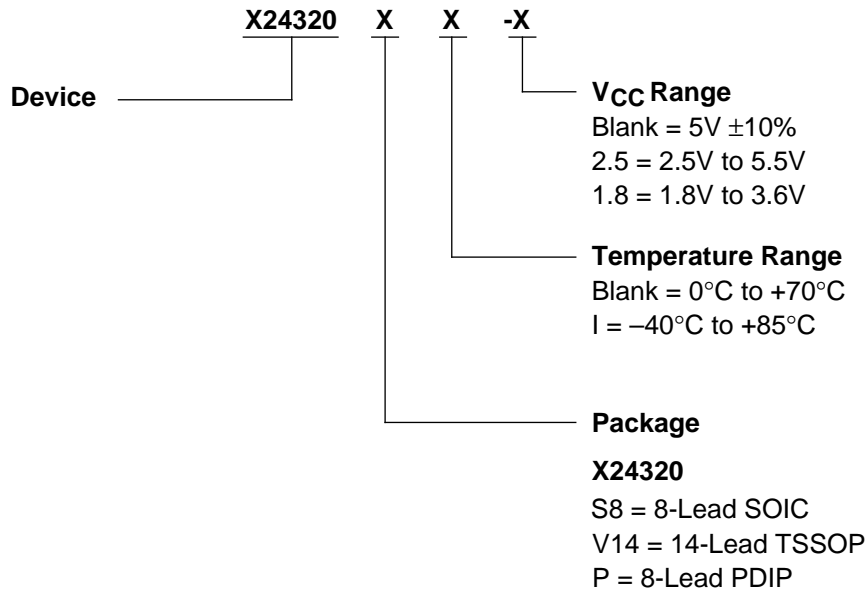 X24320 X X -X
Device
VCC Range
Blank = 5V ±10%
2.5 = 2.5V to 5.5V
1.8 = 1.8V to 3.6V
Temperature Range
Blank = 0°C to +70°C
I = –40°C to +85°C
Package
X24320
S8 = 8-Lead SOIC
V14 = 14-Lead TSSOP
P = 8-Lead PDIP